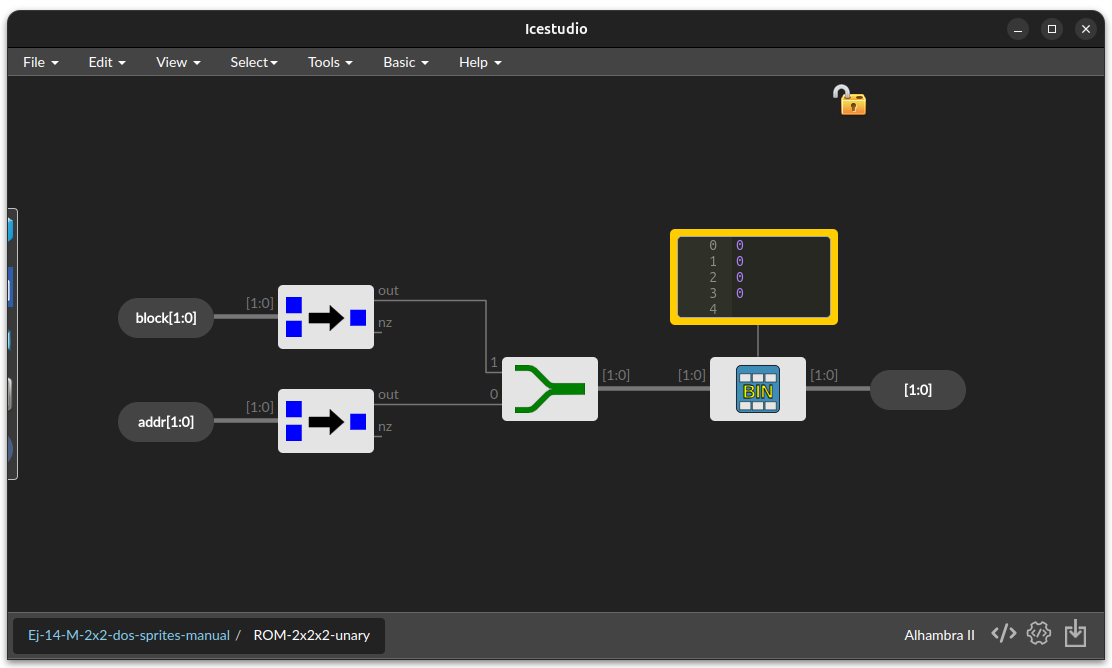 Icestudio
File Edit View Select Tools Basic Help
0 0
1 0
2 0
3 0
4
block[1:0] [1:0] out
nz
addr[1:0] [1:0] out
nz
1
0
[1:0] [1:0] BIN [1:0] [1:0]
Ej-14-M-2x2-dos-sprites-manual / ROM-2x2x2-unary
Alhambra II </> </>